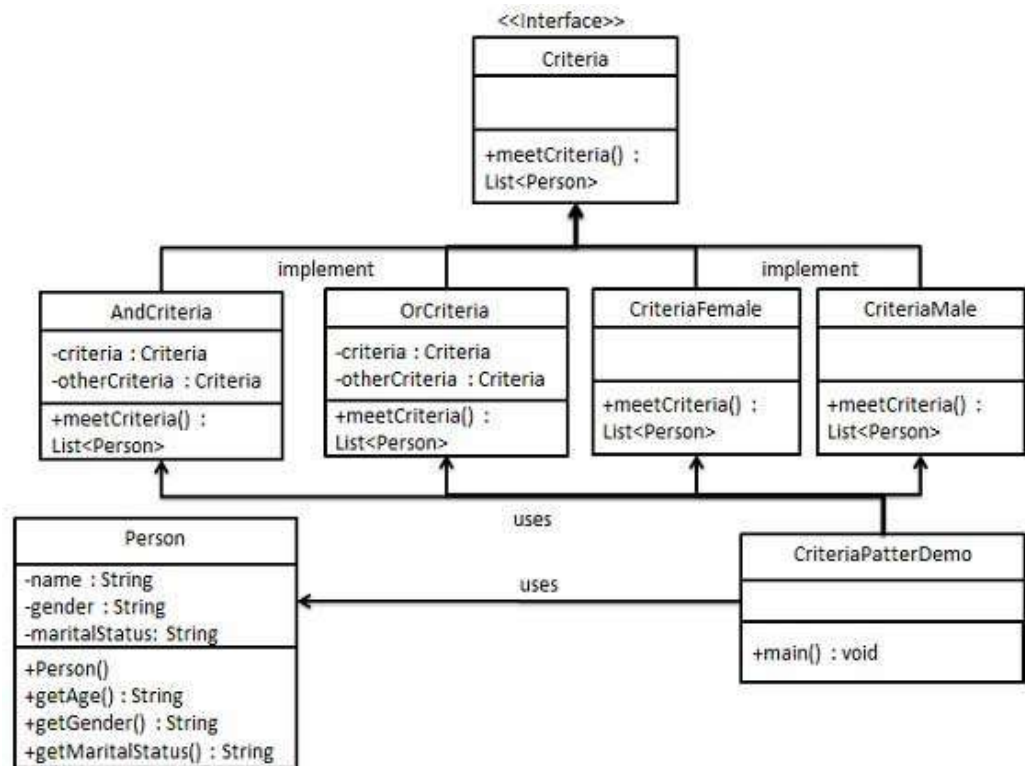 <<Interface>>
Criteria
+meetCriteria() :
List<Person>
implement
implement
AndCriteria
-criteria : Criteria
-otherCriteria : Criteria
+meetCriteria() :
List<Person>
OrCriteria
-criteria : Criteria
-otherCriteria : Criteria
+meetCriteria() :
List<Person>
CriteriaFemale
+meetCriteria() :
List<Person>
CriteriaMale
+meetCriteria() :
List<Person>
uses
Person
-name : String
-gender : String
-maritalStatus: String
+Person()
+getAge() : String
+getGender() : String
+getMaritalStatus() : String
uses
CriteriaPatterDemo
+main() : void